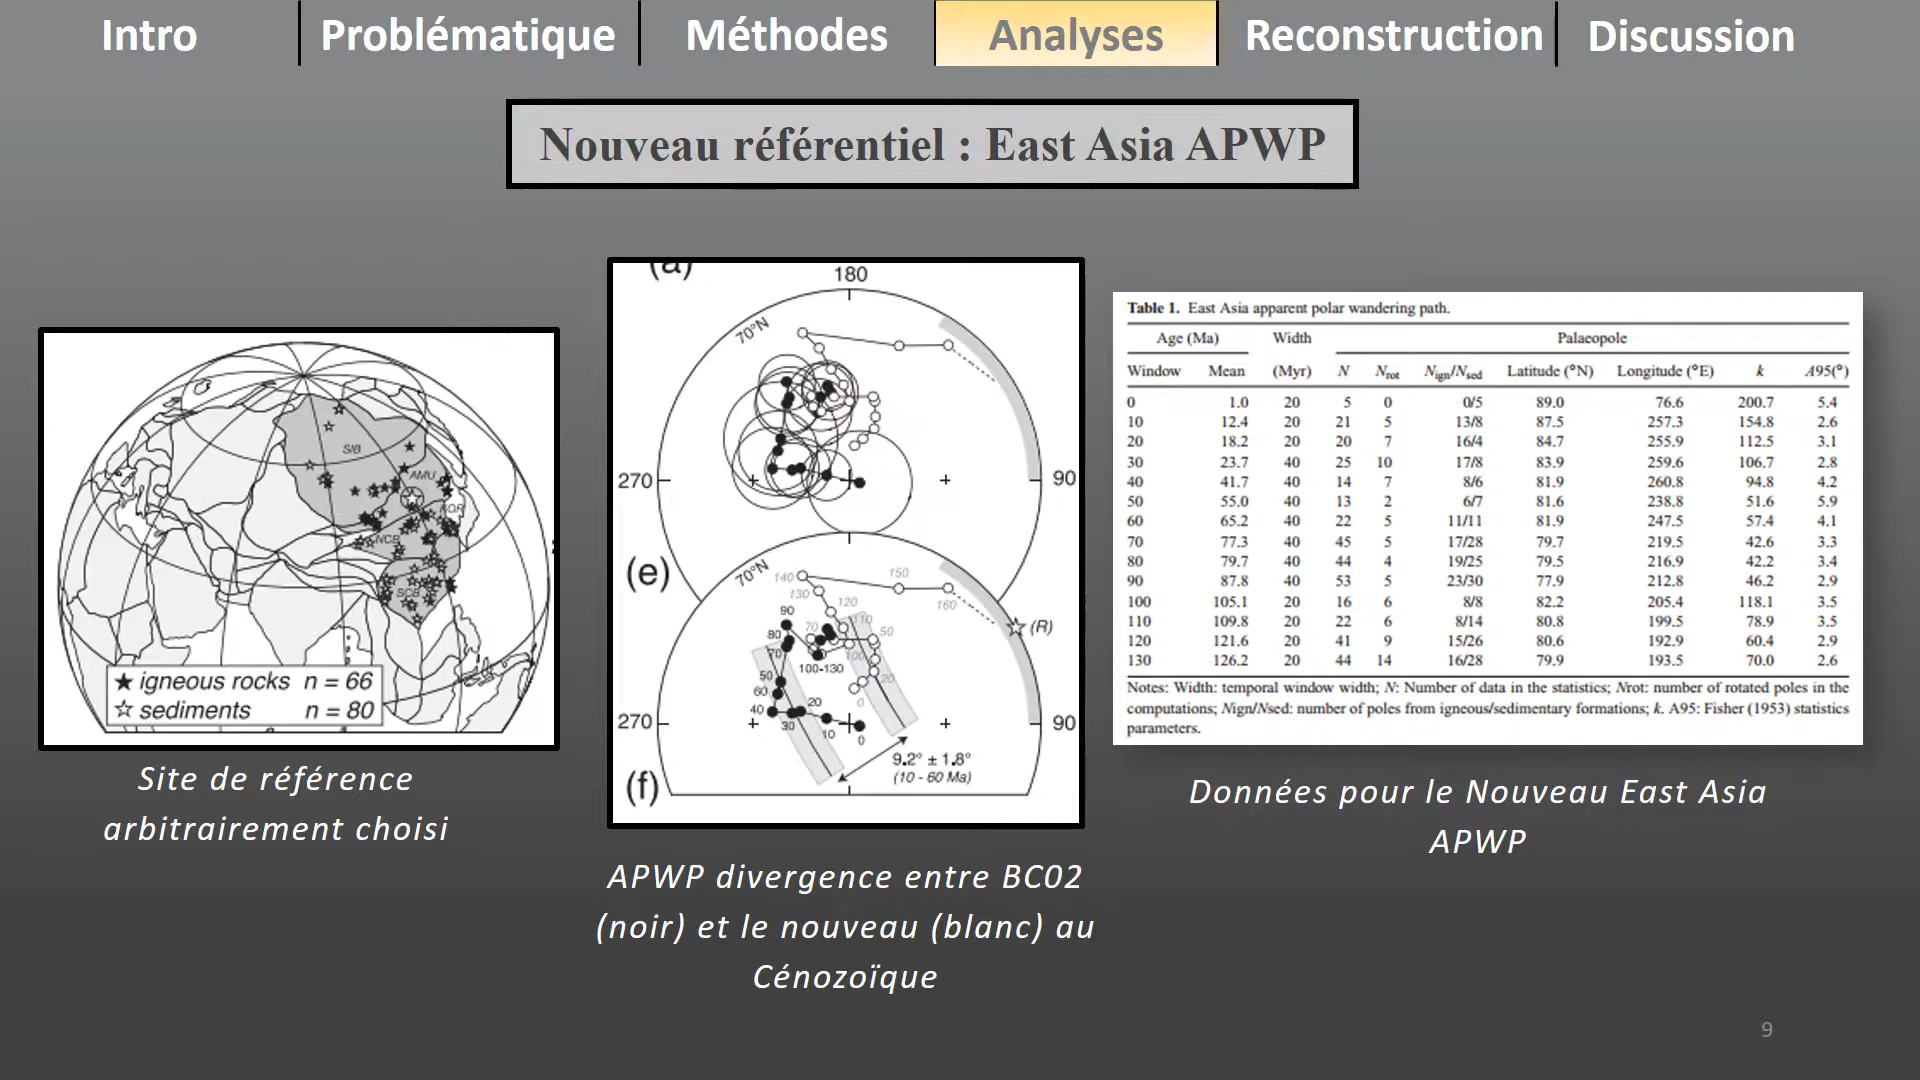 Intro
Problématique
Méthodes
Analyses
Reconstruction
Discussion
Nouveau référentiel : East Asia APWP
SIB
AMU
KOR
NCB
SCB
★ igneous rocks n = 66
☆ sediments n = 80
Site de référence
arbitrairement choisi
(a)
180
70°N
270
90
(e)
70°N
140
150
130
160
120
90
110
(R)
80
70
50
70
100
100-130
50
60
20
40
20
0
30
10
0
270
90
9.2° ± 1.8°
(10 - 60 Ma)
(f)
APWP divergence entre BC02
(noir) et le nouveau (blanc) au
Cénozoïque
Table 1. East Asia apparent polar wandering path.
Age (Ma) Width Palaeopole
Window Mean (Myr) N Nrot Nign/Nsed Latitude (°N) Longitude (°E) k A95(°)
0 1.0 20 5 0 0/5 89.0 76.6 200.7 5.4
10 12.4 20 21 5 13/8 87.5 257.3 154.8 2.6
20 18.2 20 20 7 16/4 84.7 255.9 112.5 3.1
30 23.7 40 25 10 17/8 83.9 259.6 106.7 2.8
40 41.7 40 14 7 8/6 81.9 260.8 94.8 4.2
50 55.0 40 13 2 6/7 81.6 238.8 51.6 5.9
60 65.2 40 22 5 11/11 81.9 247.5 57.4 4.1
70 77.3 40 45 5 17/28 79.7 219.5 42.6 3.3
80 79.7 40 44 4 19/25 79.5 216.9 42.2 3.4
90 87.8 40 53 5 23/30 77.9 212.8 46.2 2.9
100 105.1 20 16 6 8/8 82.2 205.4 118.1 3.5
110 109.8 20 22 6 8/14 80.8 199.5 78.9 3.5
120 121.6 20 41 9 15/26 80.6 192.9 60.4 2.9
130 126.2 20 44 14 16/28 79.9 193.5 70.0 2.6
Notes: Width: temporal window width; N: Number of data in the statistics; Nrot: number of rotated poles in the
computations; Nign/Nsed: number of poles from igneous/sedimentary formations; k. A95: Fisher (1953) statistics
parameters.
Données pour le Nouveau East Asia
APWP
9